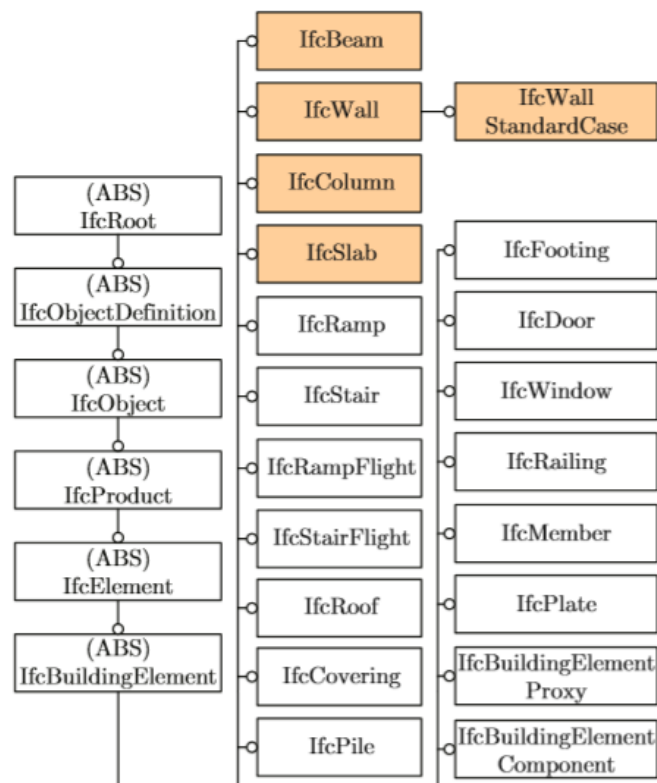 (ABS)
IfcRoot
(ABS)
IfcObjectDefinition
(ABS)
IfcObject
(ABS)
IfcProduct
(ABS)
IfcElement
(ABS)
IfcBuildingElement
IfcBeam
IfcWall
IfcColumn
IfcSlab
IfcRamp
IfcStair
IfcRampFlight
IfcStairFlight
IfcRoof
IfcCovering
IfcPile
IfcWall
StandardCase
IfcFooting
IfcDoor
IfcWindow
IfcRailing
IfcMember
IfcPlate
IfcBuildingElement
Proxy
IfcBuildingElement
Component